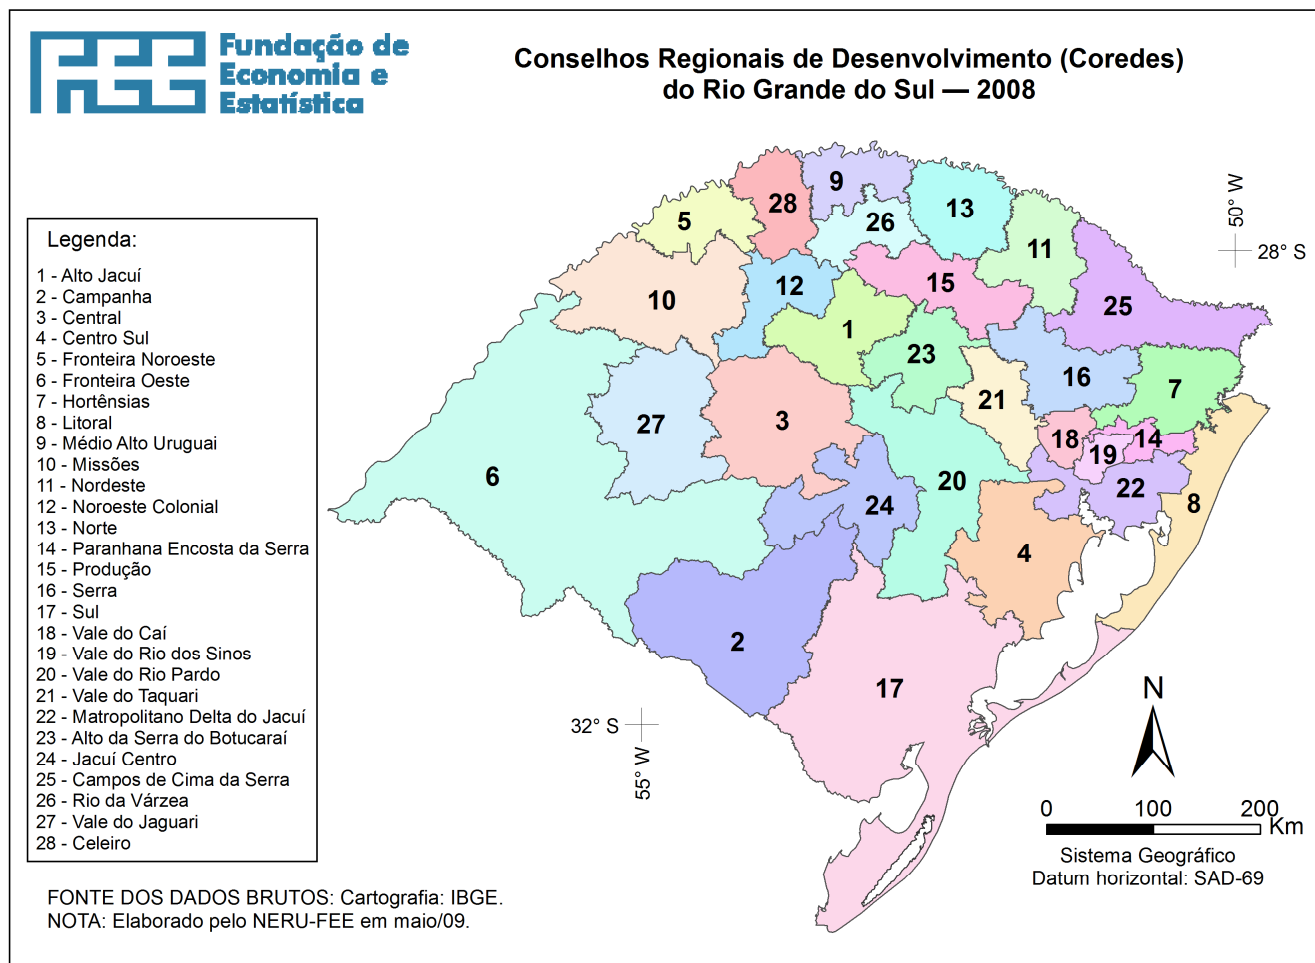 Fundação de
Economia e
Estatística
Conselhos Regionais de Desenvolvimento (Coredes)
do Rio Grande do Sul — 2008
50° W
28° S
Legenda:
1 - Alto Jacuí
2 - Campanha
3 - Central
4 - Centro Sul
5 - Fronteira Noroeste
6 - Fronteira Oeste
7 - Hortênsias
8 - Litoral
9 - Médio Alto Uruguai
10 - Missões
11 - Nordeste
12 - Noroeste Colonial
13 - Norte
14 - Paranhana Encosta da Serra
15 - Produção
16 - Serra
17 - Sul
18 - Vale do Caí
19 - Vale do Rio dos Sinos
20 - Vale do Rio Pardo
21 - Vale do Taquari
22 - Matropolitano Delta do Jacuí
23 - Alto da Serra do Botucaraí
24 - Jacuí Centro
25 - Campos de Cima da Serra
26 - Rio da Várzea
27 - Vale do Jaguari
28 - Celeiro
9
28
26
13
5
11
12
15
10
25
1
23
16
7
21
27
3
18
14
19
6
20
22
24
8
4
2
17
32° S
55° W
N
0 100 200
Km
Sistema Geográfico
Datum horizontal: SAD-69
FONTE DOS DADOS BRUTOS: Cartografia: IBGE.
NOTA: Elaborado pelo NERU-FEE em maio/09.